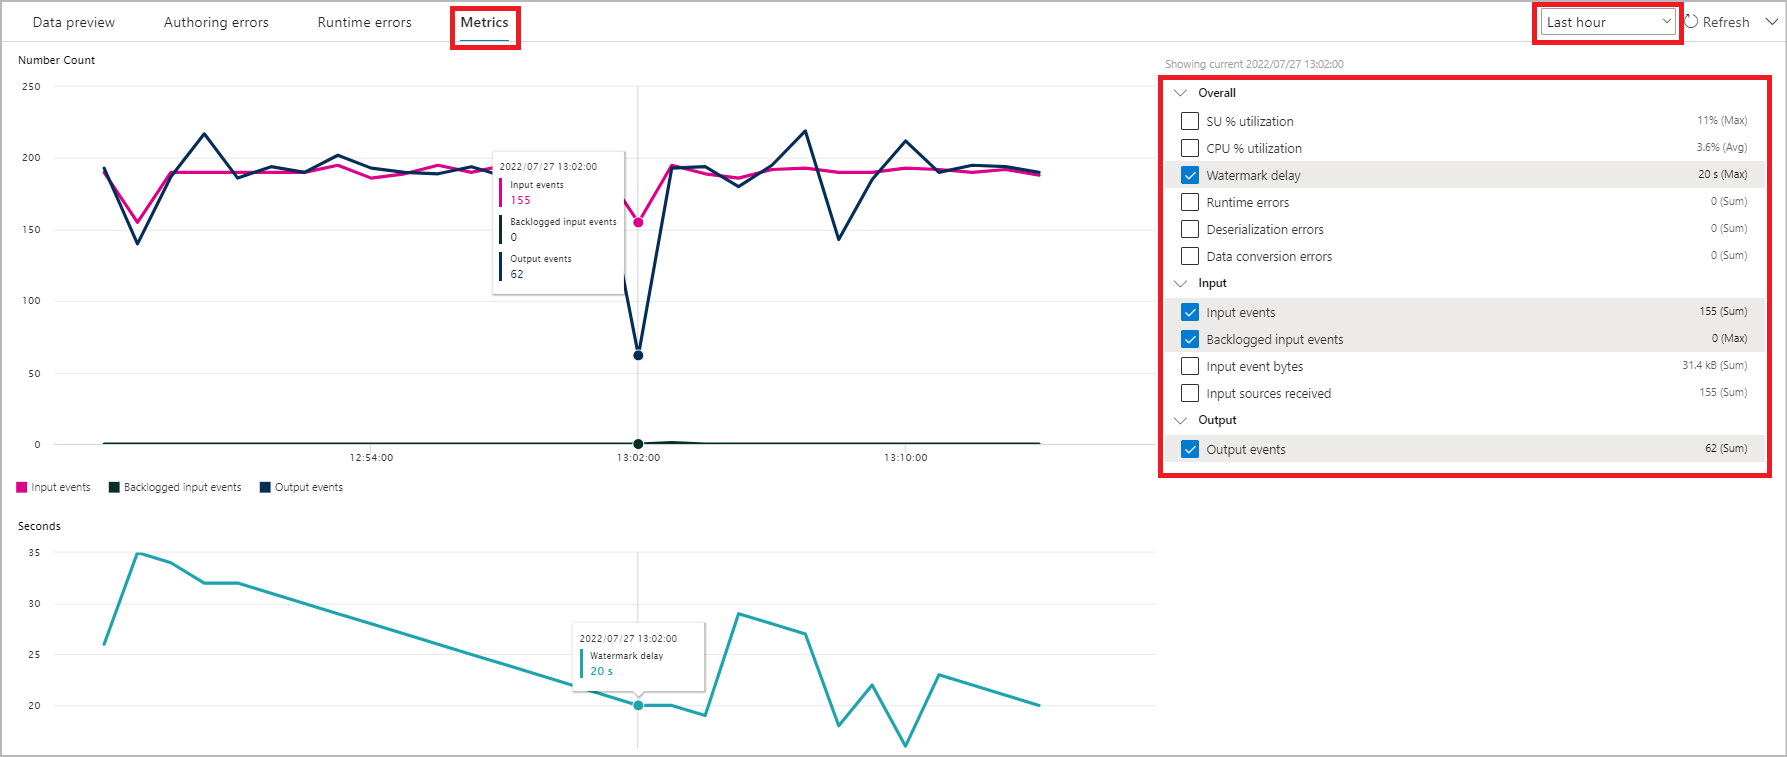 Data preview Authoring errors Runtime errors Metrics Last hour Refresh
Number Count
Showing current 2022/07/27 13:02:00
250
200
150
100
50
0
12:54:00 13:02:00 13:10:00
2022/07/27 13:02:00
Input events
155
Backlogged input events
0
Output events
62
Input events Backlogged input events Output events
Overall
SU % utilization 11% (Max)
CPU % utilization 3.6% (Avg)
Watermark delay 20 s (Max)
Runtime errors 0 (Sum)
Deserialization errors 0 (Sum)
Data conversion errors 0 (Sum)
Input
Input events 155 (Sum)
Backlogged input events 0 (Max)
Input event bytes 31.4 kB (Sum)
Input sources received 155 (Sum)
Output
Output events 62 (Sum)
Seconds
35
30
25
20
2022/07/27 13:02:00
Watermark delay
20 s